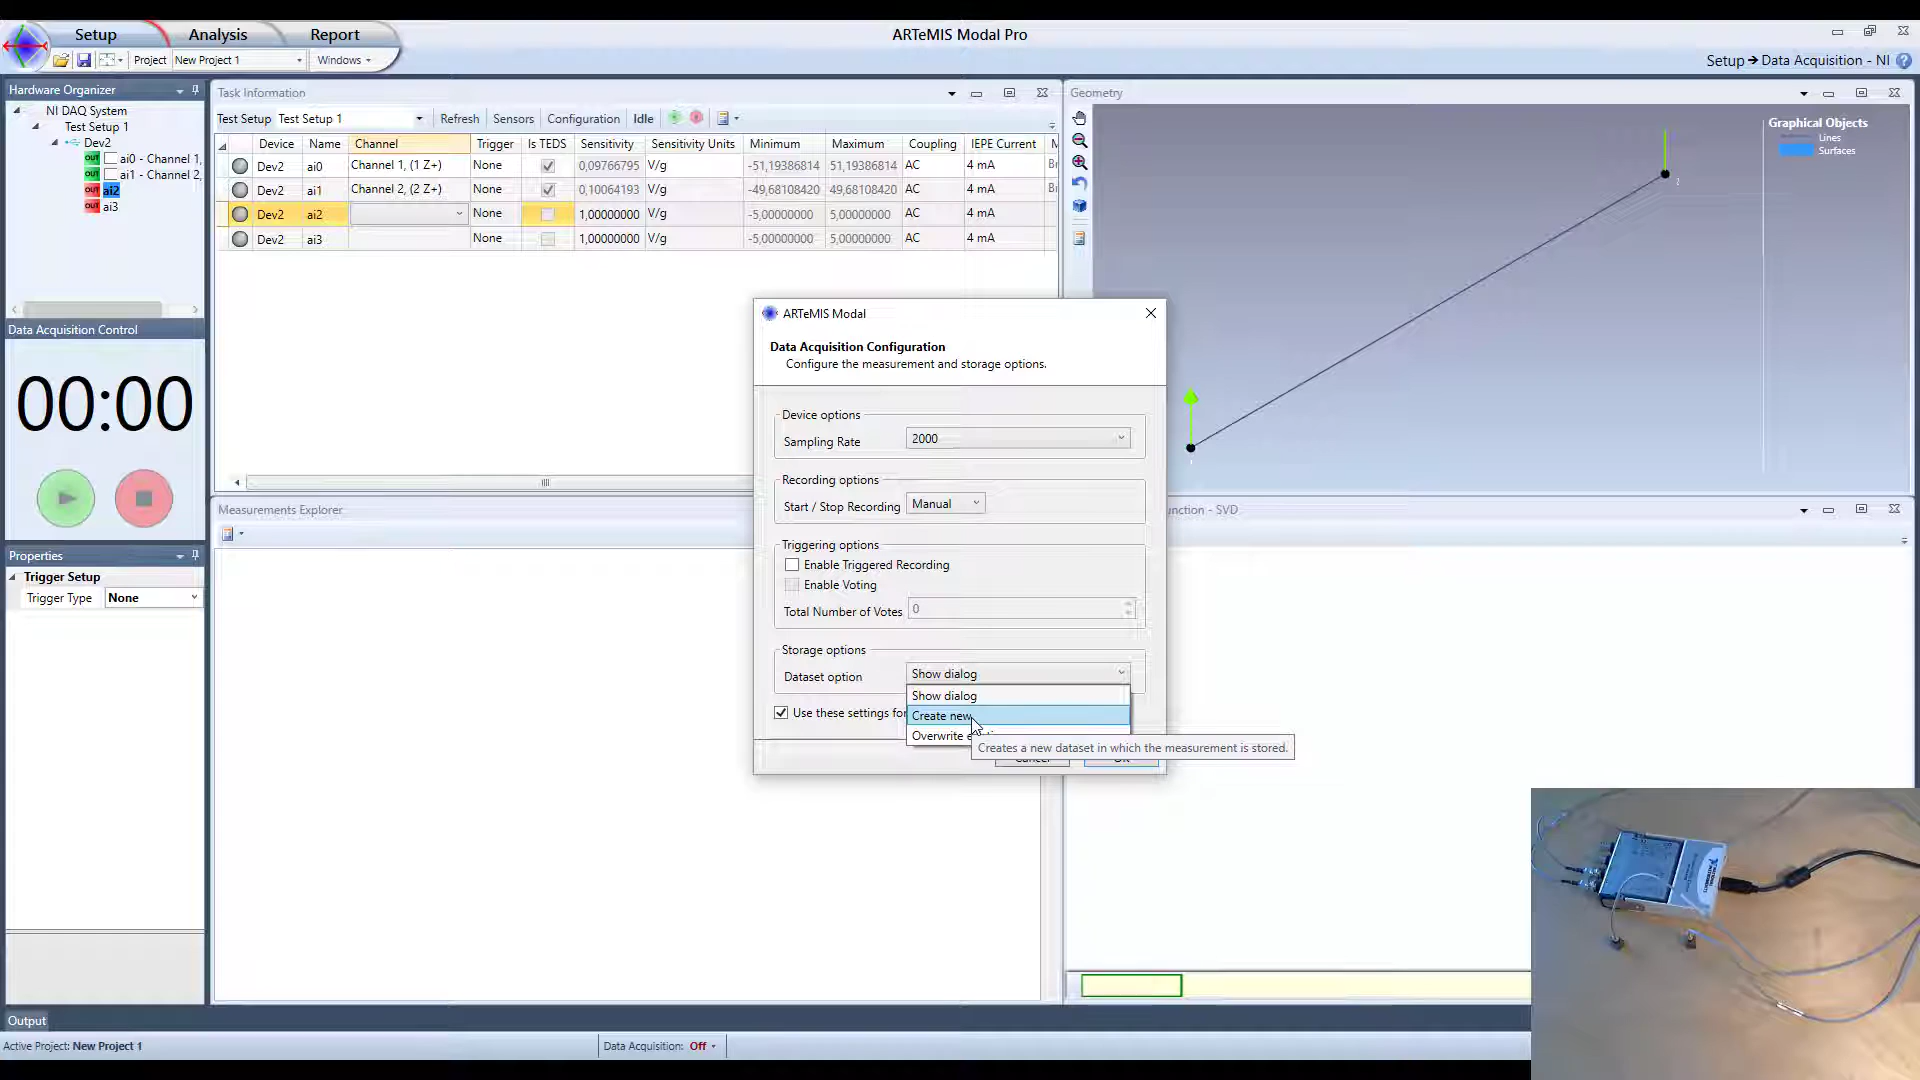 Setup
Analysis
Report
ARTeMIS Modal Pro
Project
New Project 1
Windows
Setup → Data Acquisition - NI
Hardware Organizer
NI DAQ System
Test Setup 1
Dev2
OUT ai0 - Channel 1,
OUT ai1 - Channel 2,
OUT ai2
OUT ai3
Data Acquisition Control
00:00
Properties
Trigger Setup
Trigger Type None
Task Information
Test Setup Test Setup 1 Refresh Sensors Configuration Idle
Device Name Channel Trigger Is TEDS Sensitivity Sensitivity Units Minimum Maximum Coupling IEPE Current M
Dev2 ai0 Channel 1, (1 Z+) None 0,09766795 V/g -51,19386814 51,19386814 AC 4 mA Br
Dev2 ai1 Channel 2, (2 Z+) None 0,10064193 V/g -49,68108420 49,68108420 AC 4 mA Br
Dev2 ai2 None 1,00000000 V/g -5,00000000 5,00000000 AC 4 mA
Dev2 ai3 None 1,00000000 V/g -5,00000000 5,00000000 AC 4 mA
Geometry
Graphical Objects
Lines
Surfaces
Measurements Explorer
unction - SVD
ARTeMIS Modal
Data Acquisition Configuration
Configure the measurement and storage options.
Device options
Sampling Rate 2000
Recording options
Start / Stop Recording Manual
Triggering options
Enable Triggered Recording
Enable Voting
Total Number of Votes 0
Storage options
Dataset option Show dialog
Show dialog
Create new
Overwrite
Use these settings for
Creates a new dataset in which the measurement is stored.
Cancel OK
Output
Active Project: New Project 1
Data Acquisition: Off